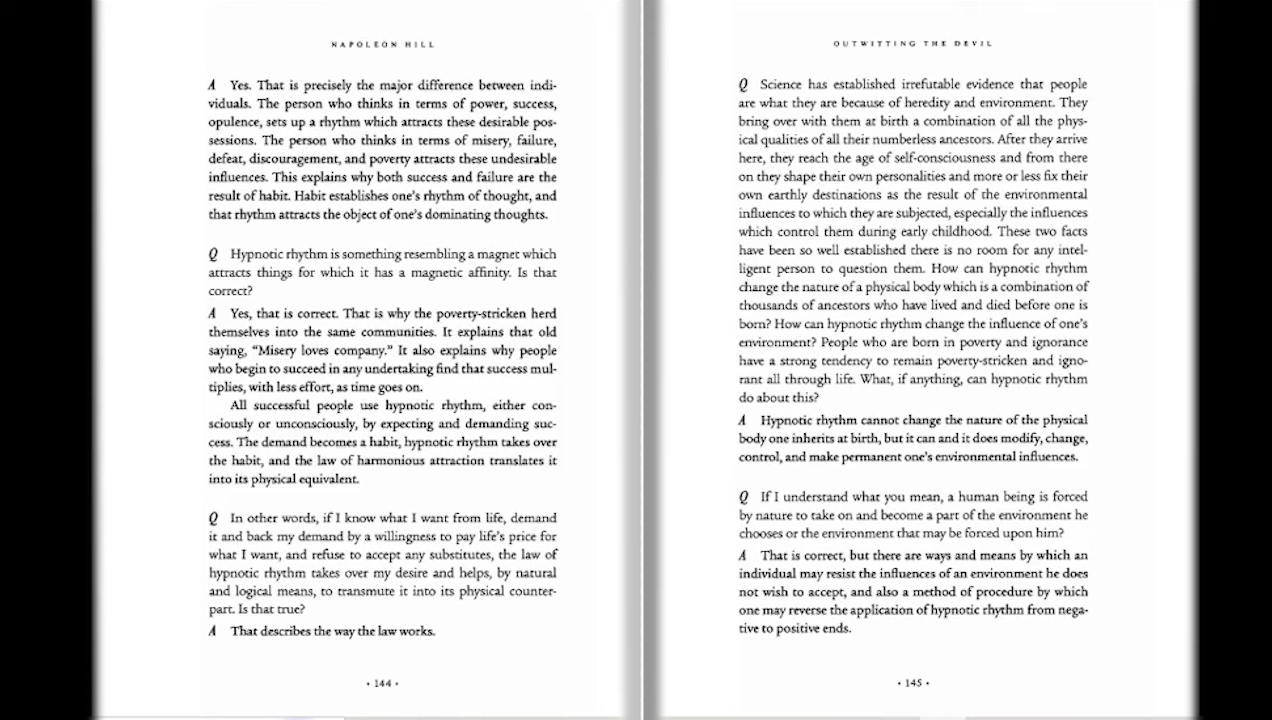 NAPOLEON HILL
A Yes. That is precisely the major difference between indi-
viduals. The person who thinks in terms of power, success,
opulence, sets up a rhythm which attracts these desirable pos-
sessions. The person who thinks in terms of misery, failure,
defeat, discouragement, and poverty attracts these undesirable
influences. This explains why both success and failure are the
result of habit. Habit establishes one's rhythm of thought, and
that rhythm attracts the object of one's dominating thoughts.
Q Hypnotic rhythm is something resembling a magnet which
attracts things for which it has a magnetic affinity. Is that
correct?
A Yes, that is correct. That is why the poverty-stricken herd
themselves into the same communities. It explains that old
saying, "Misery loves company." It also explains why people
who begin to succeed in any undertaking find that success mul-
tiplies, with less effort, as time goes on.
All successful people use hypnotic rhythm, either con-
sciously or unconsciously, by expecting and demanding suc-
cess. The demand becomes a habit, hypnotic rhythm takes over
the habit, and the law of harmonious attraction translates it
into its physical equivalent.
Q In other words, if I know what I want from life, demand
it and back my demand by a willingness to pay life's price for
what I want, and refuse to accept any substitutes, the law of
hypnotic rhythm takes over my desire and helps, by natural
and logical means, to transmute it into its physical counter-
part. Is that true?
A That describes the way the law works.
• 144 •
OUTWITTING THE DEVIL
Q Science has established irrefutable evidence that people
are what they are because of heredity and environment. They
bring over with them at birth a combination of all the phys-
ical qualities of all their numberless ancestors. After they arrive
here, they reach the age of self-consciousness and from there
on they shape their own personalities and more or less fix their
own earthly destinations as the result of the environmental
influences to which they are subjected, especially the influences
which control them during early childhood. These two facts
have been so well established there is no room for any intel-
ligent person to question them. How can hypnotic rhythm
change the nature of a physical body which is a combination of
thousands of ancestors who have lived and died before one is
born? How can hypnotic rhythm change the influence of one's
environment? People who are born in poverty and ignorance
have a strong tendency to remain poverty-stricken and igno-
rant all through life. What, if anything, can hypnotic rhythm
do about this?
A Hypnotic rhythm cannot change the nature of the physical
body one inherits at birth, but it can and it does modify, change,
control, and make permanent one's environmental influences.
Q If I understand what you mean, a human being is forced
by nature to take on and become a part of the environment he
chooses or the environment that may be forced upon him?
A That is correct, but there are ways and means by which an
individual may resist the influences of an environment he does
not wish to accept, and also a method of procedure by which
one may reverse the application of hypnotic rhythm from nega-
tive to positive ends.
• 145 •